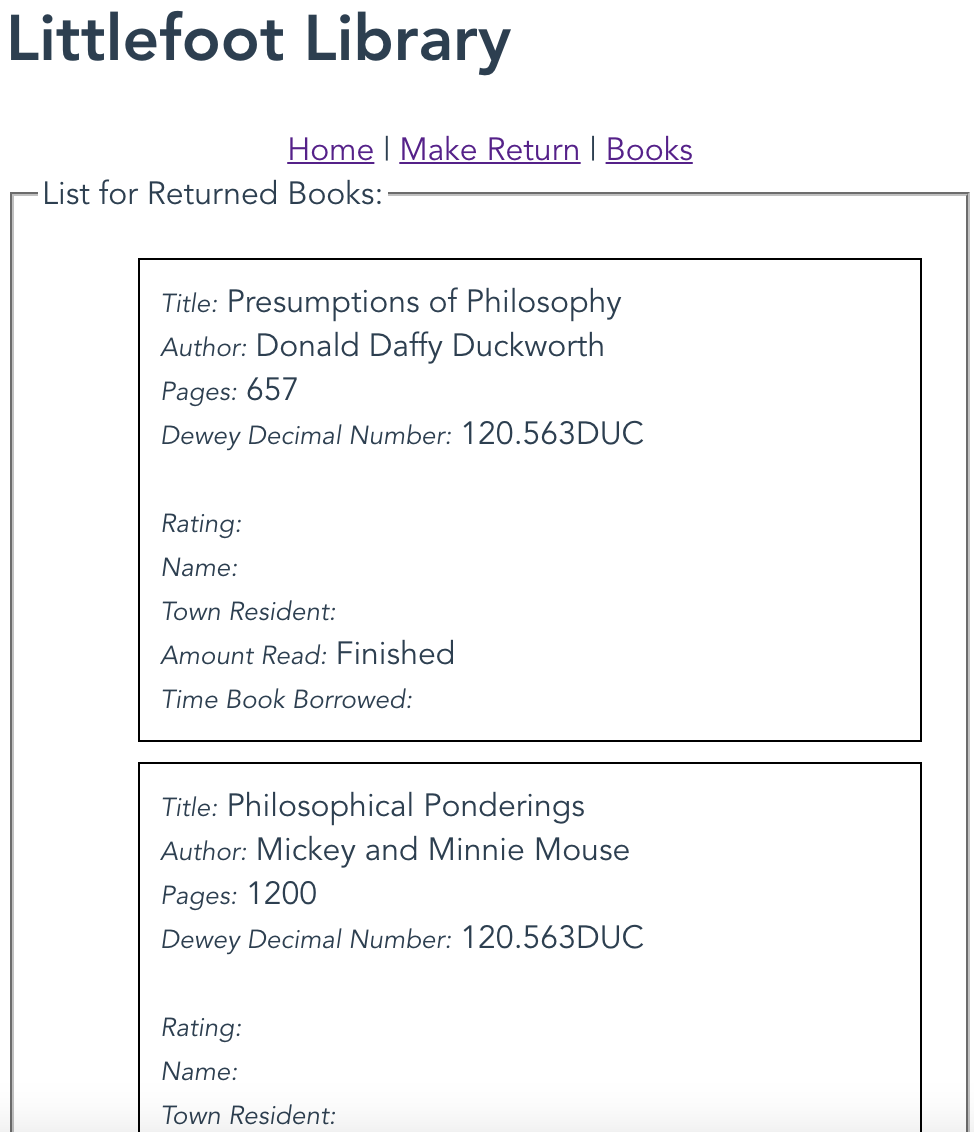 Littlefoot Library
Home | Make Return | Books
List for Returned Books:
Title: Presumptions of Philosophy
Author: Donald Daffy Duckworth
Pages: 657
Dewey Decimal Number: 120.563DUC
Rating:
Name:
Town Resident:
Amount Read: Finished
Time Book Borrowed:
Title: Philosophical Ponderings
Author: Mickey and Minnie Mouse
Pages: 1200
Dewey Decimal Number: 120.563DUC
Rating:
Name:
Town Resident: